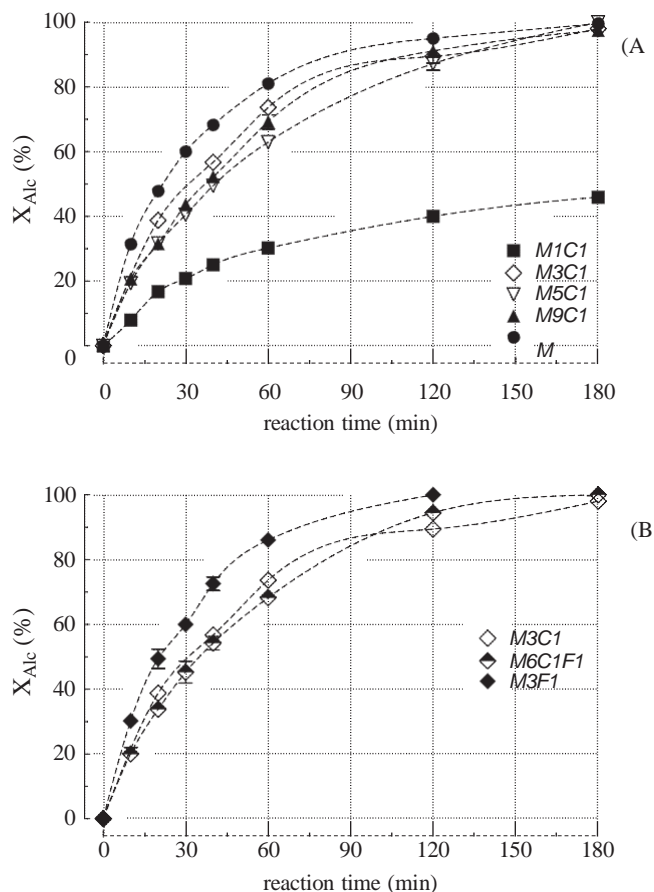 100
(A
80
60
X_Alc (%)
40
M1C1
M3C1
20
M5C1
M9C1
0
M
0 30 60 90 120 150 180
reaction time (min)
100
(B
80
60
X_Alc (%)
M3C1
40
M6C1F1
M3F1
20
0
0 30 60 90 120 150 180
reaction time (min)